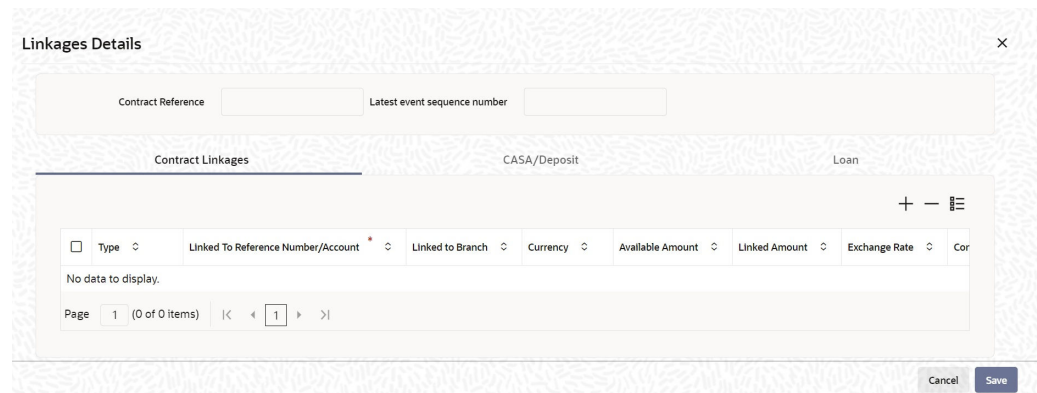 Linkages Details
Contract Reference Latest event sequence number
Contract Linkages CASA/Deposit Loan
Type Linked To Reference Number/Account * Linked to Branch Currency Available Amount Linked Amount Exchange Rate Cor
No data to display.
Page 1 (0 of 0 items) 1
Cancel Save